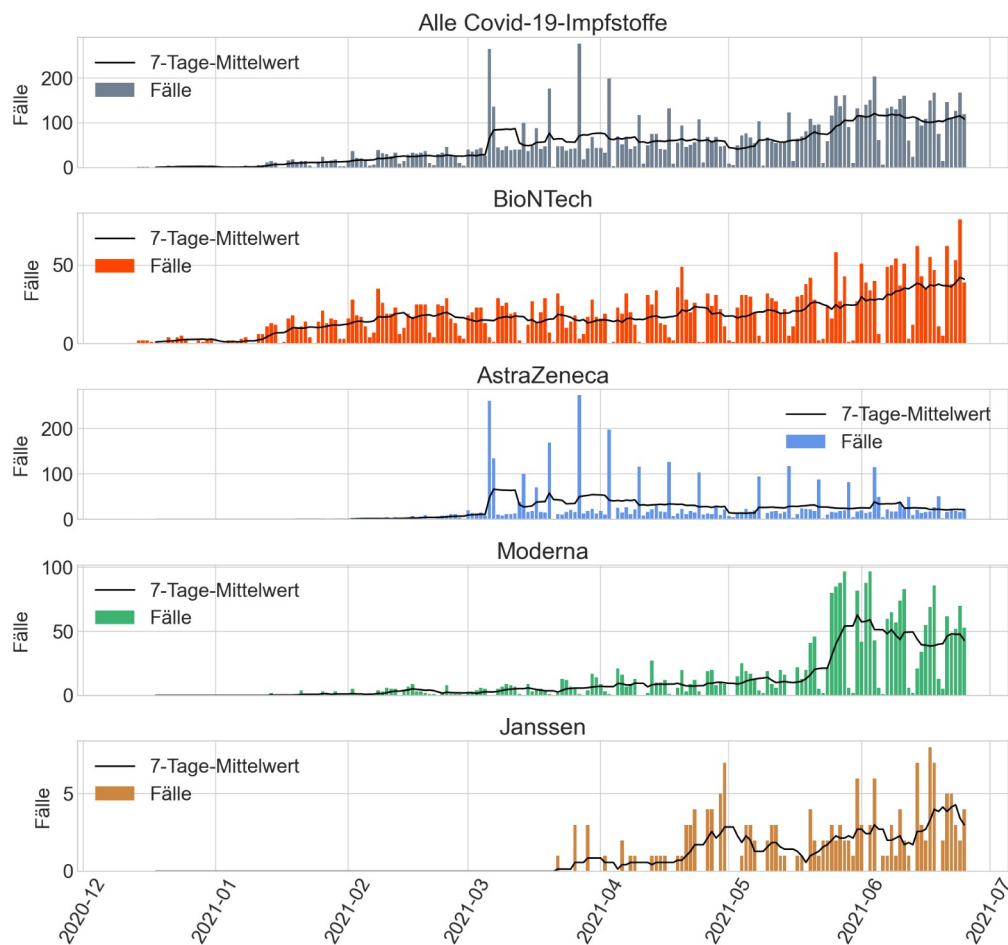 Alle Covid-19-Impfstoffe
Fälle
200
100
0
7-Tage-Mittelwert
Fälle
BioNTech
Fälle
50
0
7-Tage-Mittelwert
Fälle
AstraZeneca
Fälle
200
100
0
7-Tage-Mittelwert
Fälle
Moderna
Fälle
100
50
0
7-Tage-Mittelwert
Fälle
Janssen
Fälle
5
0
7-Tage-Mittelwert
Fälle
2020-12
2021-01
2021-02
2021-03
2021-04
2021-05
2021-06
2021-07